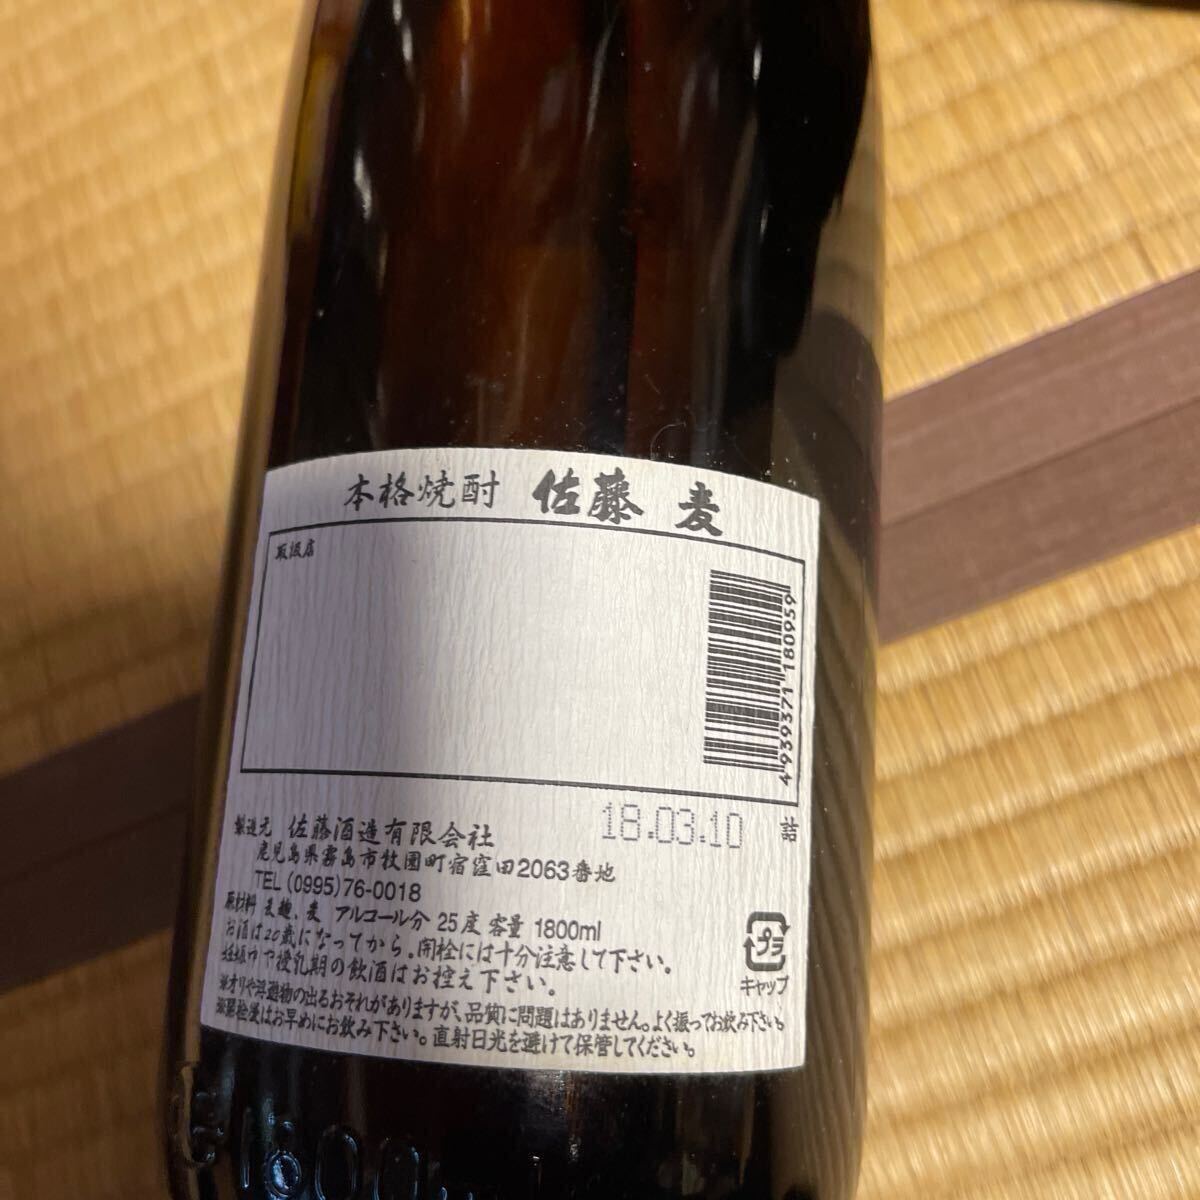 本格焼酎 佐藤 麦
取扱店
4939371180959
18.03.10 詰
製造元 佐藤酒造有限会社
鹿児島県霧島市牧園町宿窪田2063番地
TEL(0995)76-0018
原材料 麦麹、麦 アルコール分 25度 容量 1800ml
お酒は20歳になってから。開栓には十分注意して下さい。
妊娠中や授乳期の飲酒はお控え下さい。
※オリや浮遊物の出るおそれがありますが、品質に問題はありません。よく振ってお飲み下さい。
※開栓後はお早めにお飲み下さい。直射日光を避けて保管してください。
プラ
キャップ
1800